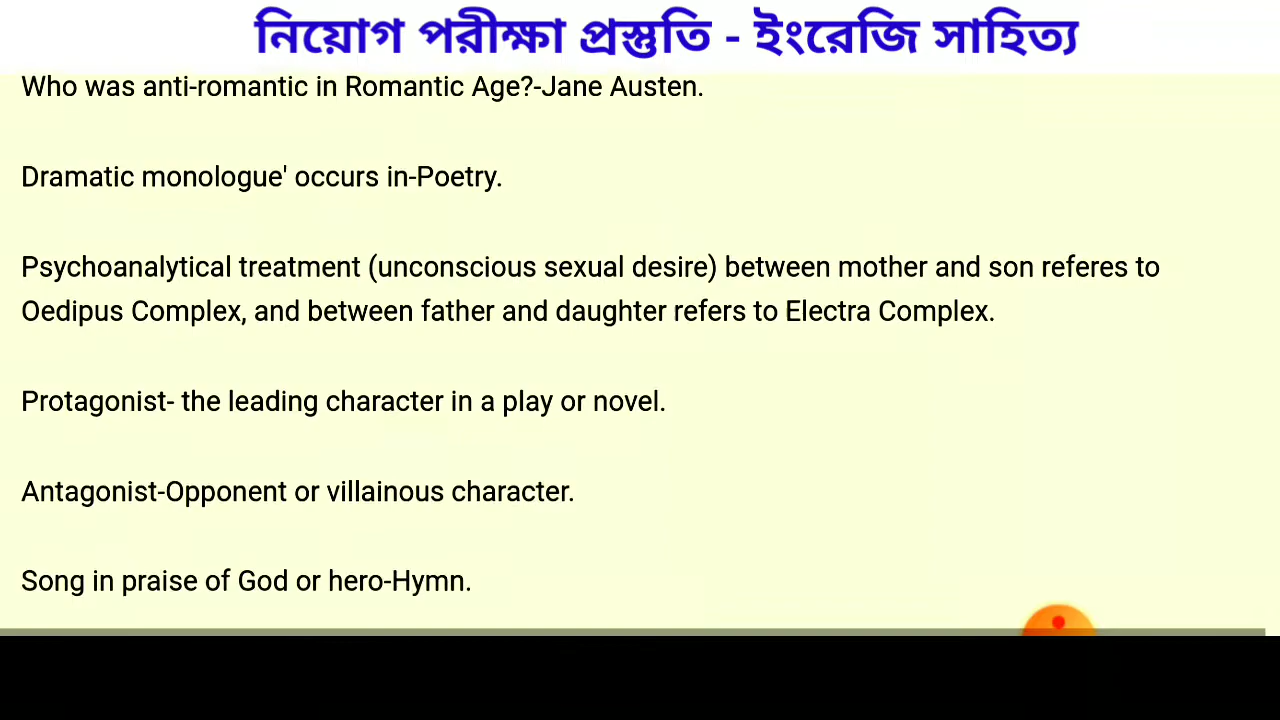 নিয়োগ পরীক্ষা প্রস্তুতি - ইংরেজি সাহিত্য
Who was anti-romantic in Romantic Age?-Jane Austen.
Dramatic monologue' occurs in-Poetry.
Psychoanalytical treatment (unconscious sexual desire) between mother and son referes to
Oedipus Complex, and between father and daughter refers to Electra Complex.
Protagonist- the leading character in a play or novel.
Antagonist-Opponent or villainous character.
Song in praise of God or hero-Hymn.